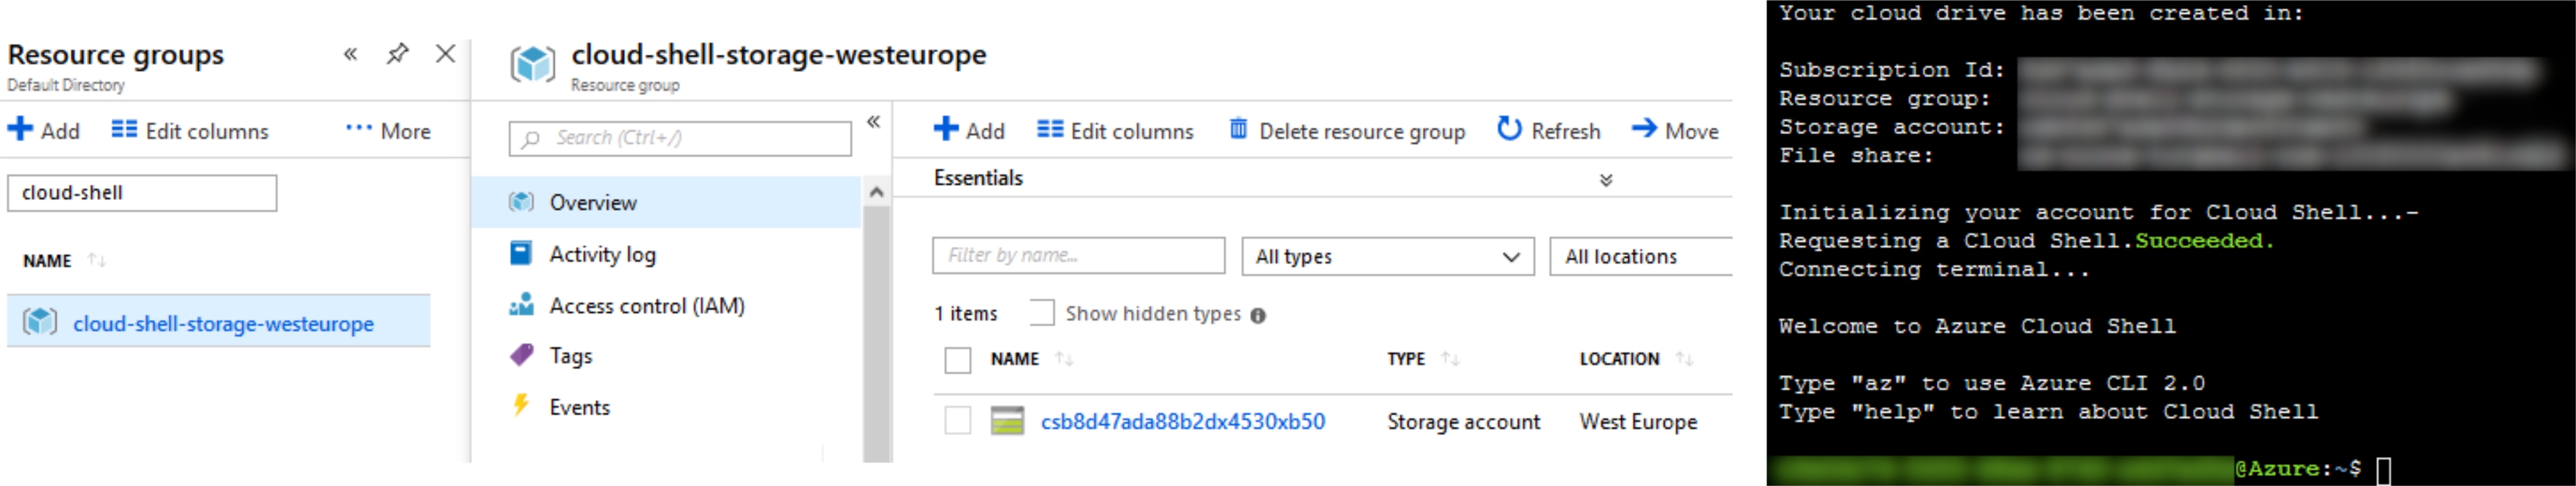 Resource groups
Default Directory
Add Edit columns More
cloud-shell
NAME
cloud-shell-storage-westeurope
cloud-shell-storage-westeurope
Resource group
Search (Ctrl+/)
Overview
Activity log
Access control (IAM)
Tags
Events
Add Edit columns Delete resource group Refresh Move
Essentials
Filter by name... All types All locations
1 items Show hidden types
NAME TYPE LOCATION
csb8d47ada88b2dx4530xb50 Storage account West Europe
Your cloud drive has been created in:
Subscription Id:
Resource group:
Storage account:
File share:
Initializing your account for Cloud Shell...-
Requesting a Cloud Shell.Succeeded.
Connecting terminal...
Welcome to Azure Cloud Shell
Type "az" to use Azure CLI 2.0
Type "help" to learn about Cloud Shell
@Azure:~$